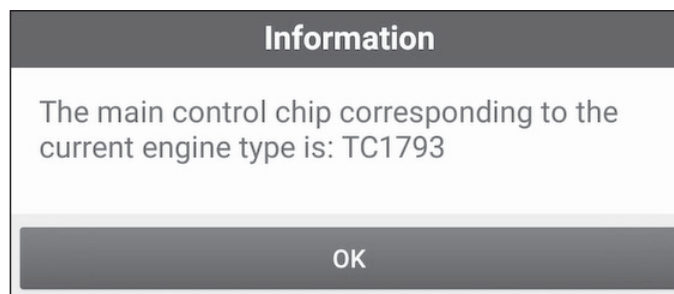 Information
The main control chip corresponding to the
current engine type is: TC1793
OK